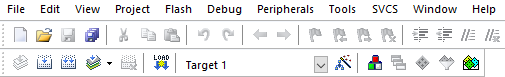 File Edit View Project Flash Debug Peripherals Tools SVCS Window Help
LOAD Target 1